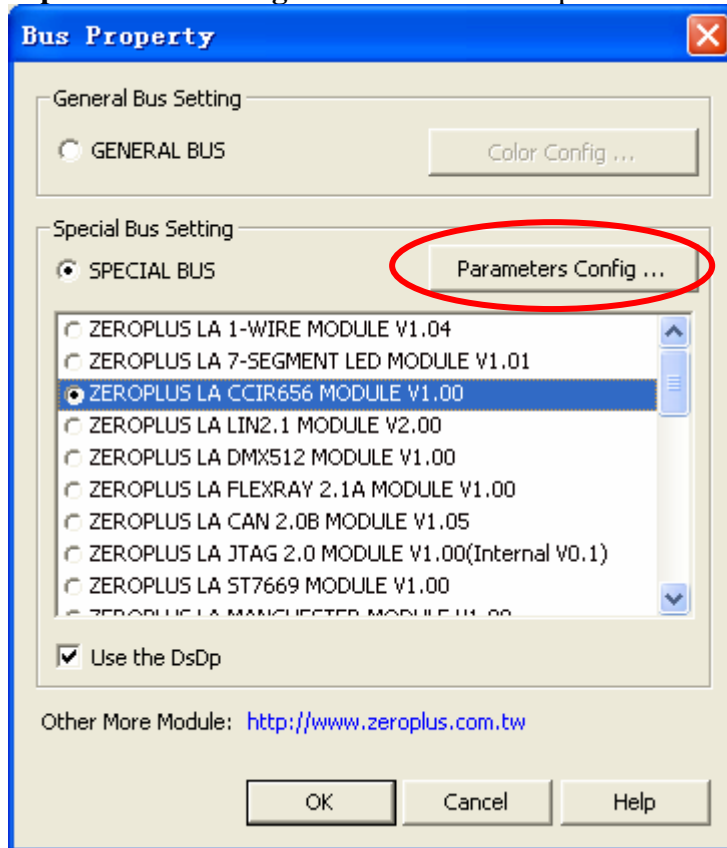 Bus Property
General Bus Setting
GENERAL BUS
Color Config ...
Special Bus Setting
SPECIAL BUS
Parameters Config ...
ZEROPLUS LA 1-WIRE MODULE V1.04
ZEROPLUS LA 7-SEGMENT LED MODULE V1.01
ZEROPLUS LA CCIR656 MODULE V1.00
ZEROPLUS LA LIN2.1 MODULE V2.00
ZEROPLUS LA DMX512 MODULE V1.00
ZEROPLUS LA FLEXRAY 2.1A MODULE V1.00
ZEROPLUS LA CAN 2.0B MODULE V1.05
ZEROPLUS LA JTAG 2.0 MODULE V1.00(Internal V0.1)
ZEROPLUS LA ST7669 MODULE V1.00
ZEROPLUS LA MANCHESTER MODULE
Use the DsDp
Other More Module: http://www.zeroplus.com.tw
OK
Cancel
Help